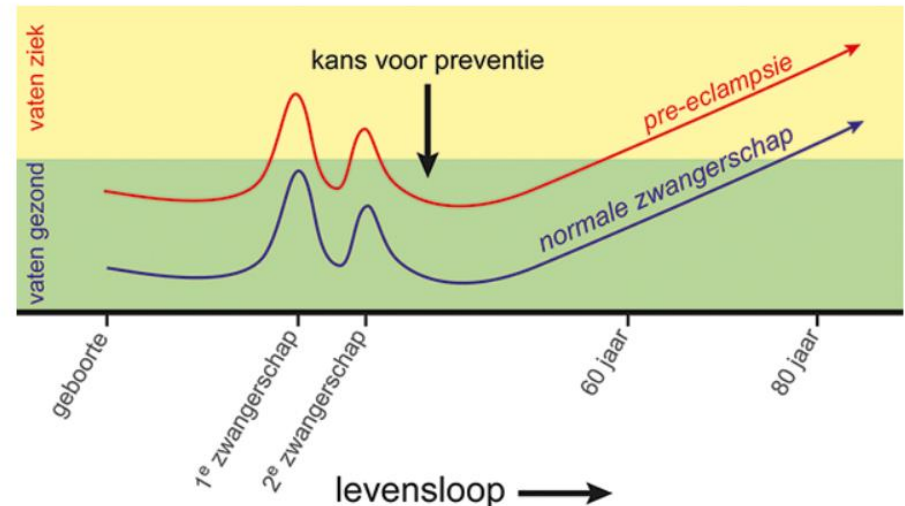 vaten ziek
vaten gezond
kans voor preventie
pre-eclampsie
normale zwangerschap
geboorte
1e zwangerschap
2e zwangerschap
60 jaar
80 jaar
levensloop